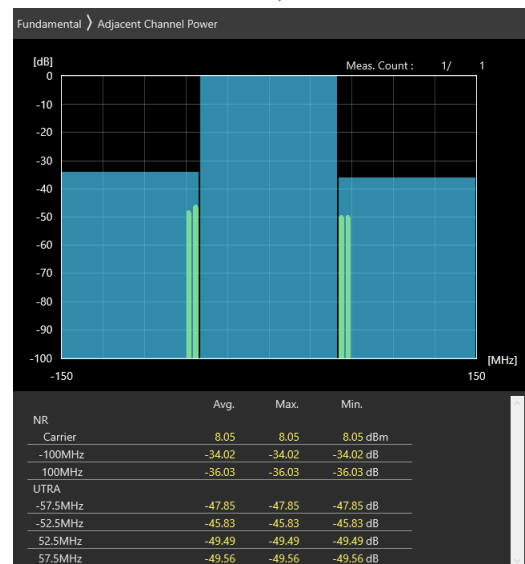 Fundamental 〉 Adjacent Channel Power
[dB]
Meas. Count : 1/ 1
0
-10
-20
-30
-40
-50
-60
-70
-80
-90
-100
[MHz]
-150 150
Avg. Max. Min.
NR
Carrier 8.05 8.05 8.05 dBm
-100MHz -34.02 -34.02 -34.02 dB
100MHz -36.03 -36.03 -36.03 dB
UTRA
-57.5MHz -47.85 -47.85 -47.85 dB
-52.5MHz -45.83 -45.83 -45.83 dB
52.5MHz -49.49 -49.49 -49.49 dB
57.5MHz -49.56 -49.56 -49.56 dB